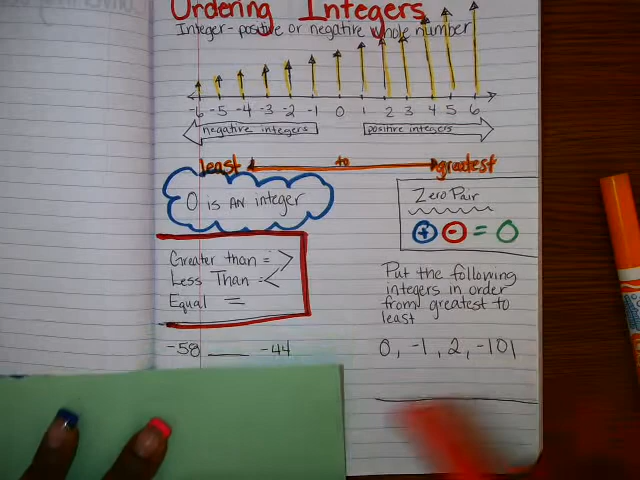 Ordering Integers
Integer - positive or negative whole number
-6 -5 -4 -3 -2 -1 0 1 2 3 4 5 6
negative integers
positive integers
least to greatest
0 is an integer
Zero Pair
+ - = 0
Greater than = >
Less Than = <
Equal =
Put the following
integers in order
from greatest to
least
-58 ____ -44
0, -1, 2, -101